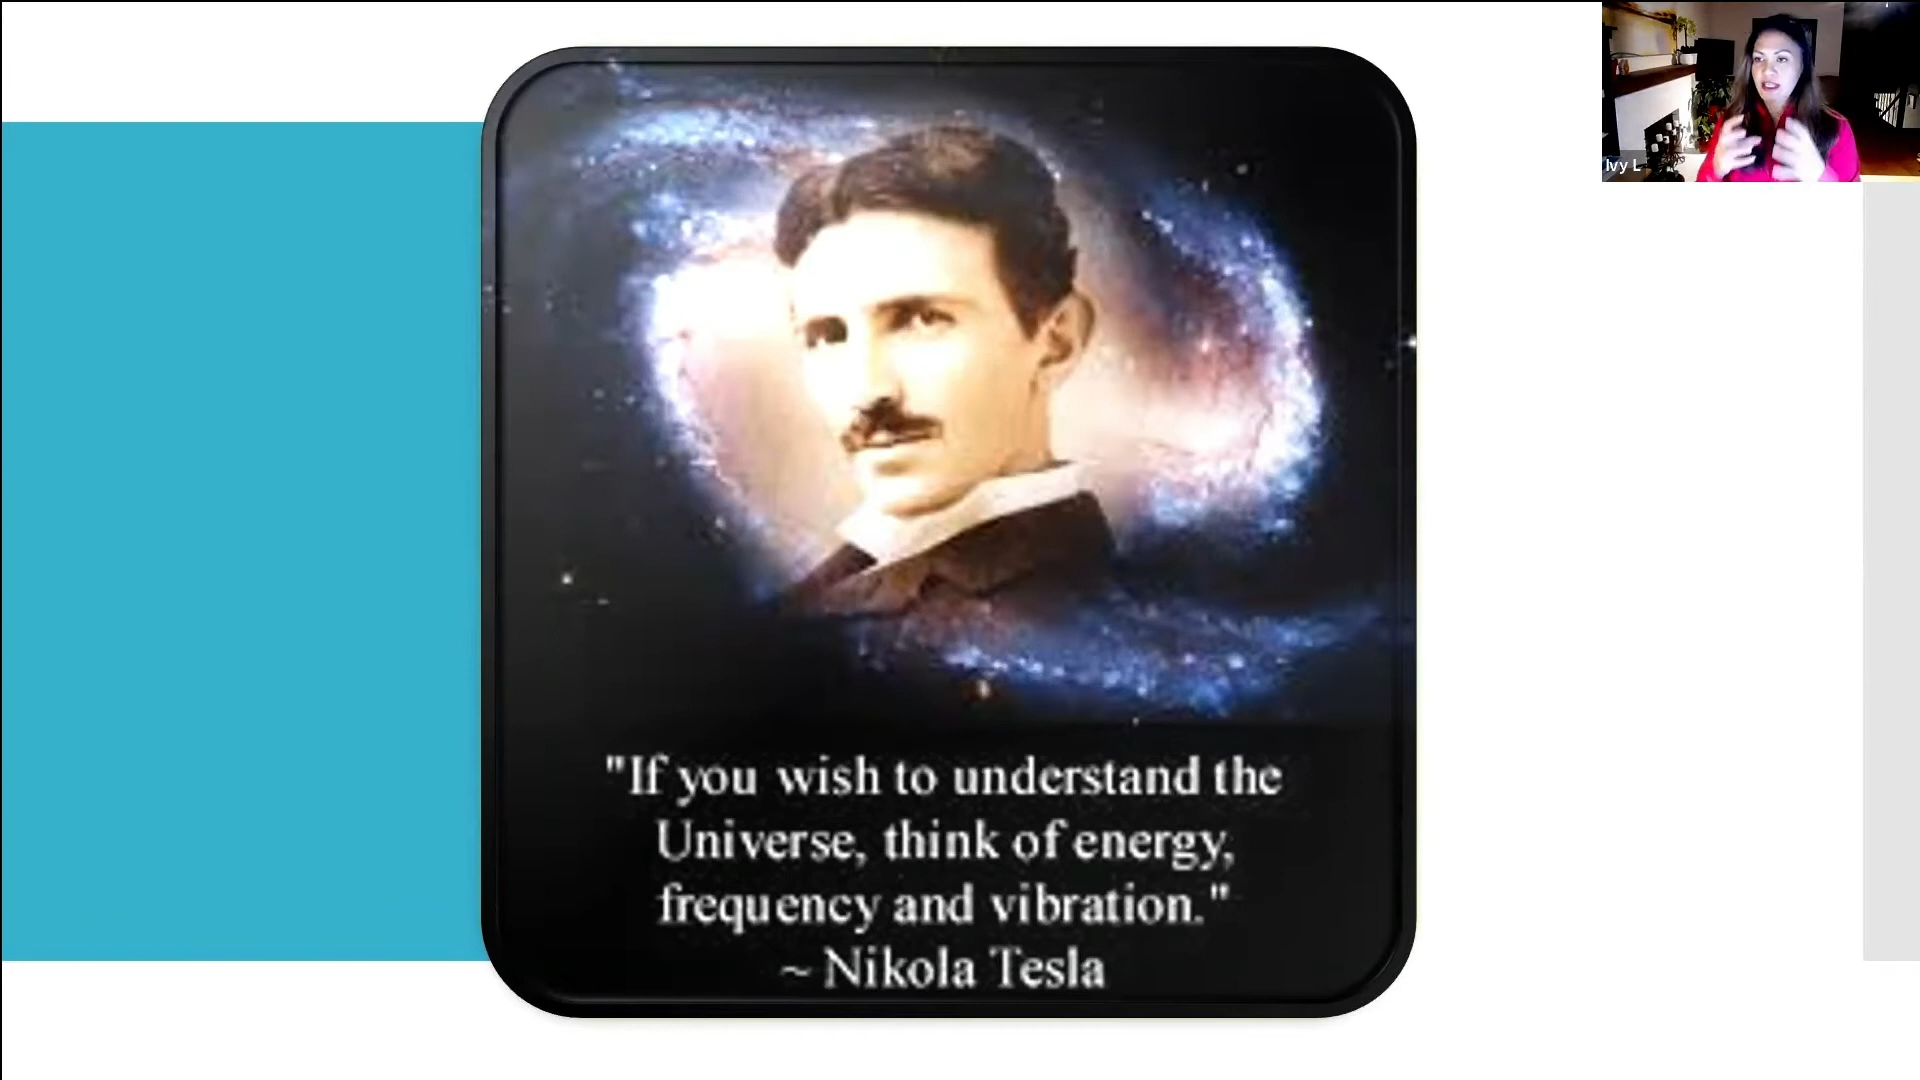 Ivy L
"If you wish to understand the
Universe, think of energy,
frequency and vibration."
~ Nikola Tesla